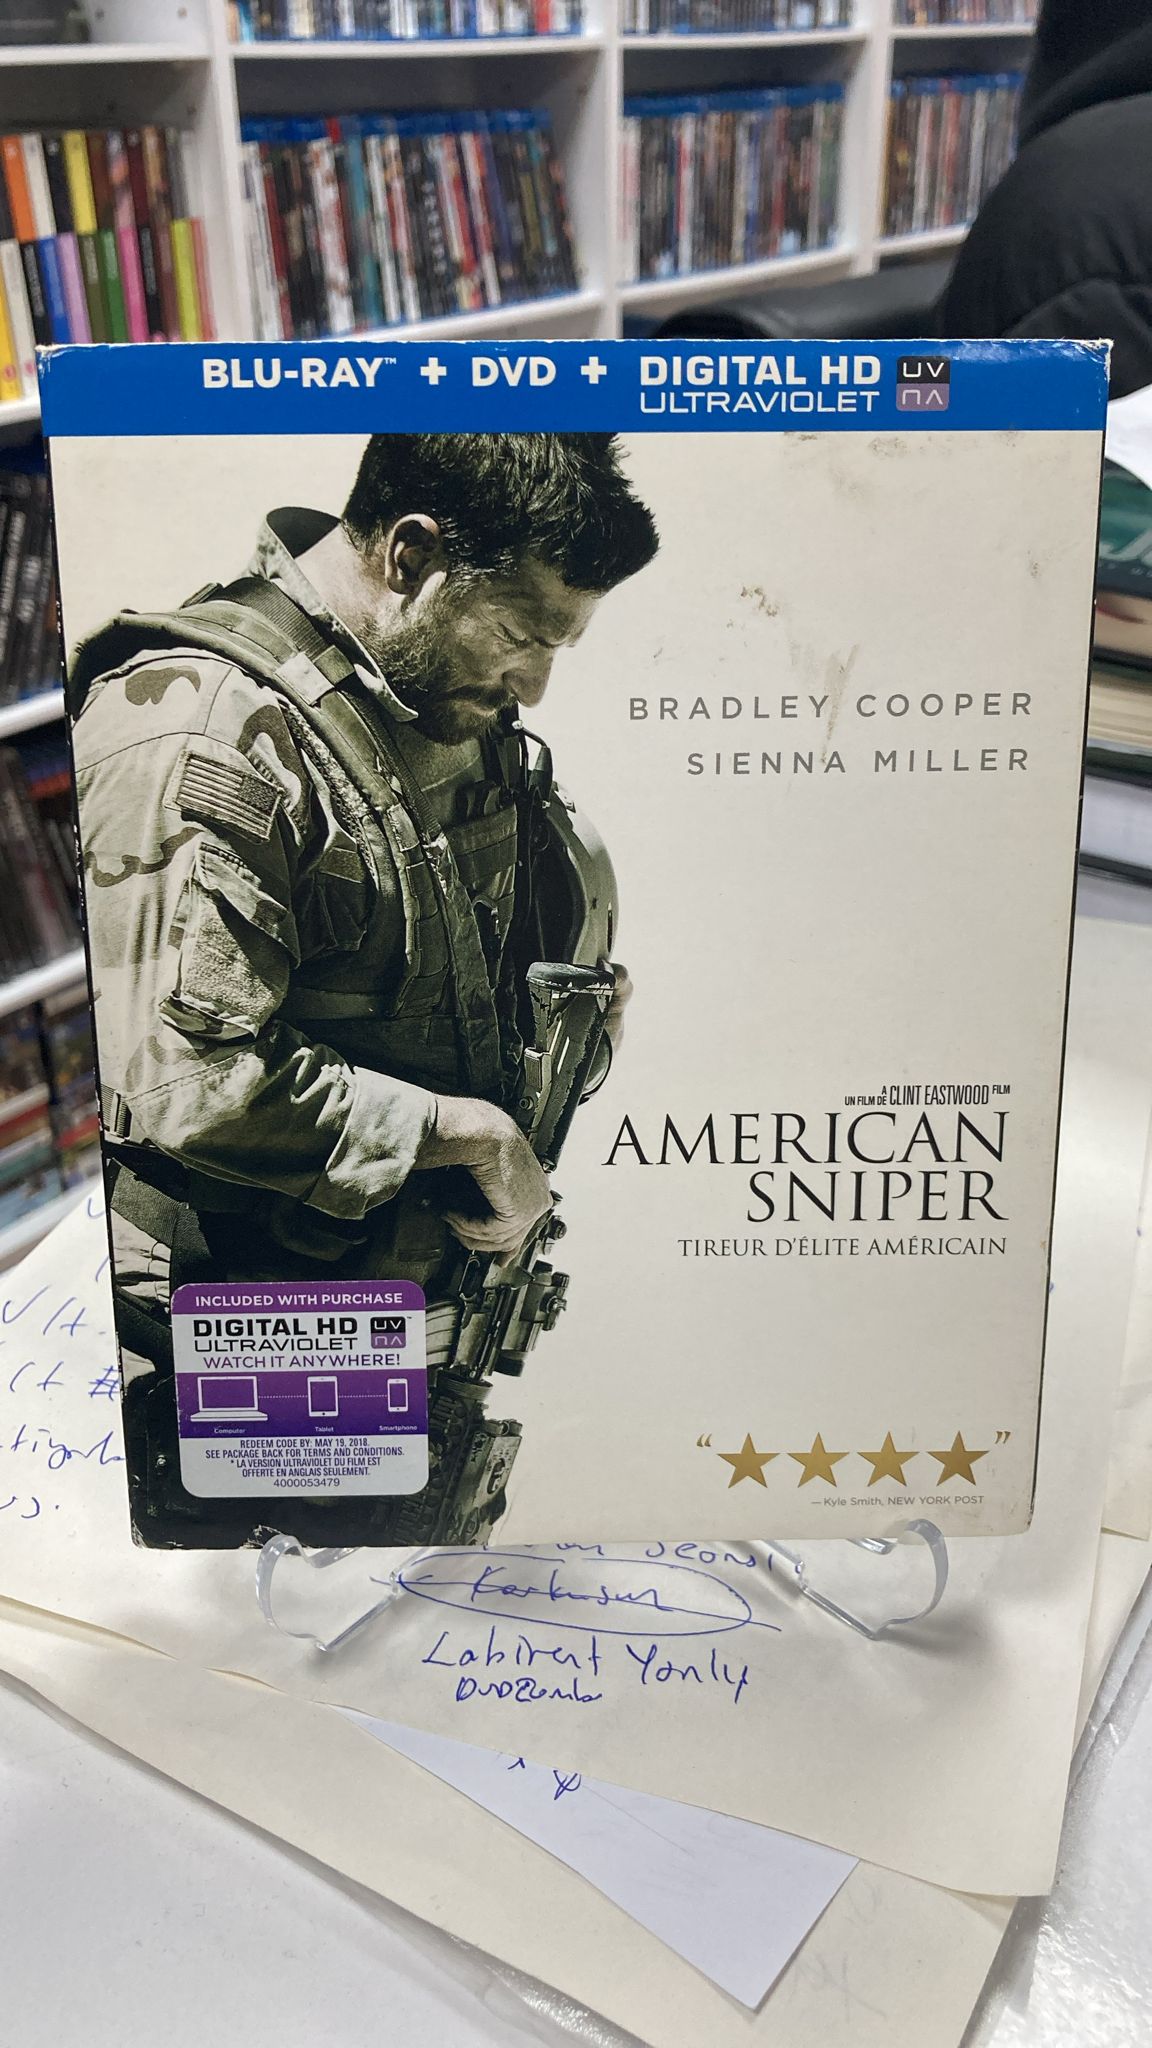 BLU-RAY™ + DVD + DIGITAL HD UV
ULTRAVIOLET
BRADLEY COOPER
SIENNA MILLER
A
UN FILM DE CLINT EASTWOOD FILM
AMERICAN
SNIPER
TIREUR D'ÉLITE AMÉRICAIN
INCLUDED WITH PURCHASE
DIGITAL HD UV™
ULTRAVIOLET
WATCH IT ANYWHERE!
Computer Tablet Smartphone
REDEEM CODE BY: MAY 19, 2018.
SEE PACKAGE BACK FOR TERMS AND CONDITIONS.
* LA VERSION ULTRAVIOLET DU FILM EST
OFFERTE EN ANGLAIS SEULEMENT.
4000053479
“★★★★”
—Kyle Smith, NEW YORK POST
Labirent